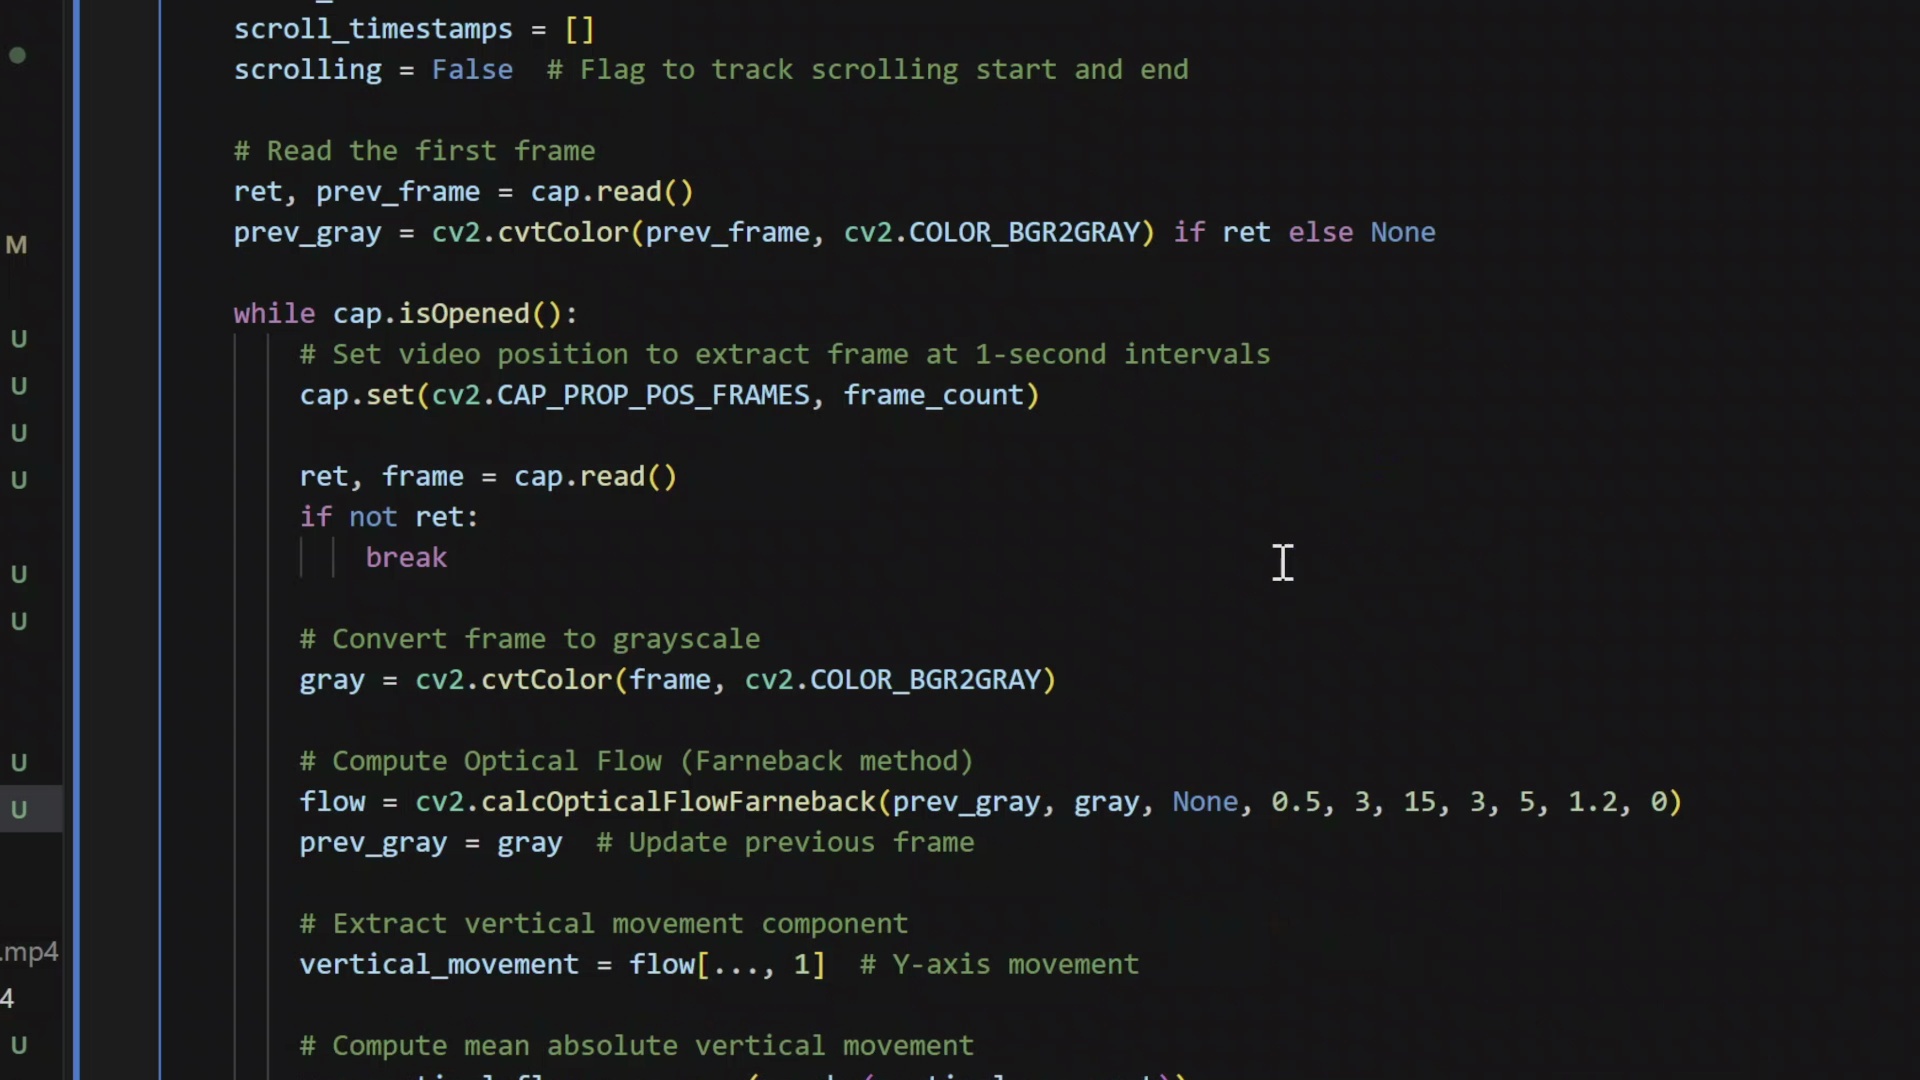 scroll_timestamps = []
scrolling = False  # Flag to track scrolling start and end
# Read the first frame
ret, prev_frame = cap.read()
M
prev_gray = cv2.cvtColor(prev_frame, cv2.COLOR_BGR2GRAY) if ret else None
while cap.isOpened():
U
# Set video position to extract frame at 1-second intervals
U
cap.set(cv2.CAP_PROP_POS_FRAMES, frame_count)
U
U
ret, frame = cap.read()
if not ret:
break
U
U
# Convert frame to grayscale
gray = cv2.cvtColor(frame, cv2.COLOR_BGR2GRAY)
U
# Compute Optical Flow (Farneback method)
U
flow = cv2.calcOpticalFlowFarneback(prev_gray, gray, None, 0.5, 3, 15, 3, 5, 1.2, 0)
prev_gray = gray  # Update previous frame
# Extract vertical movement component
.mp4
vertical_movement = flow[..., 1]  # Y-axis movement
4
U
# Compute mean absolute vertical movement